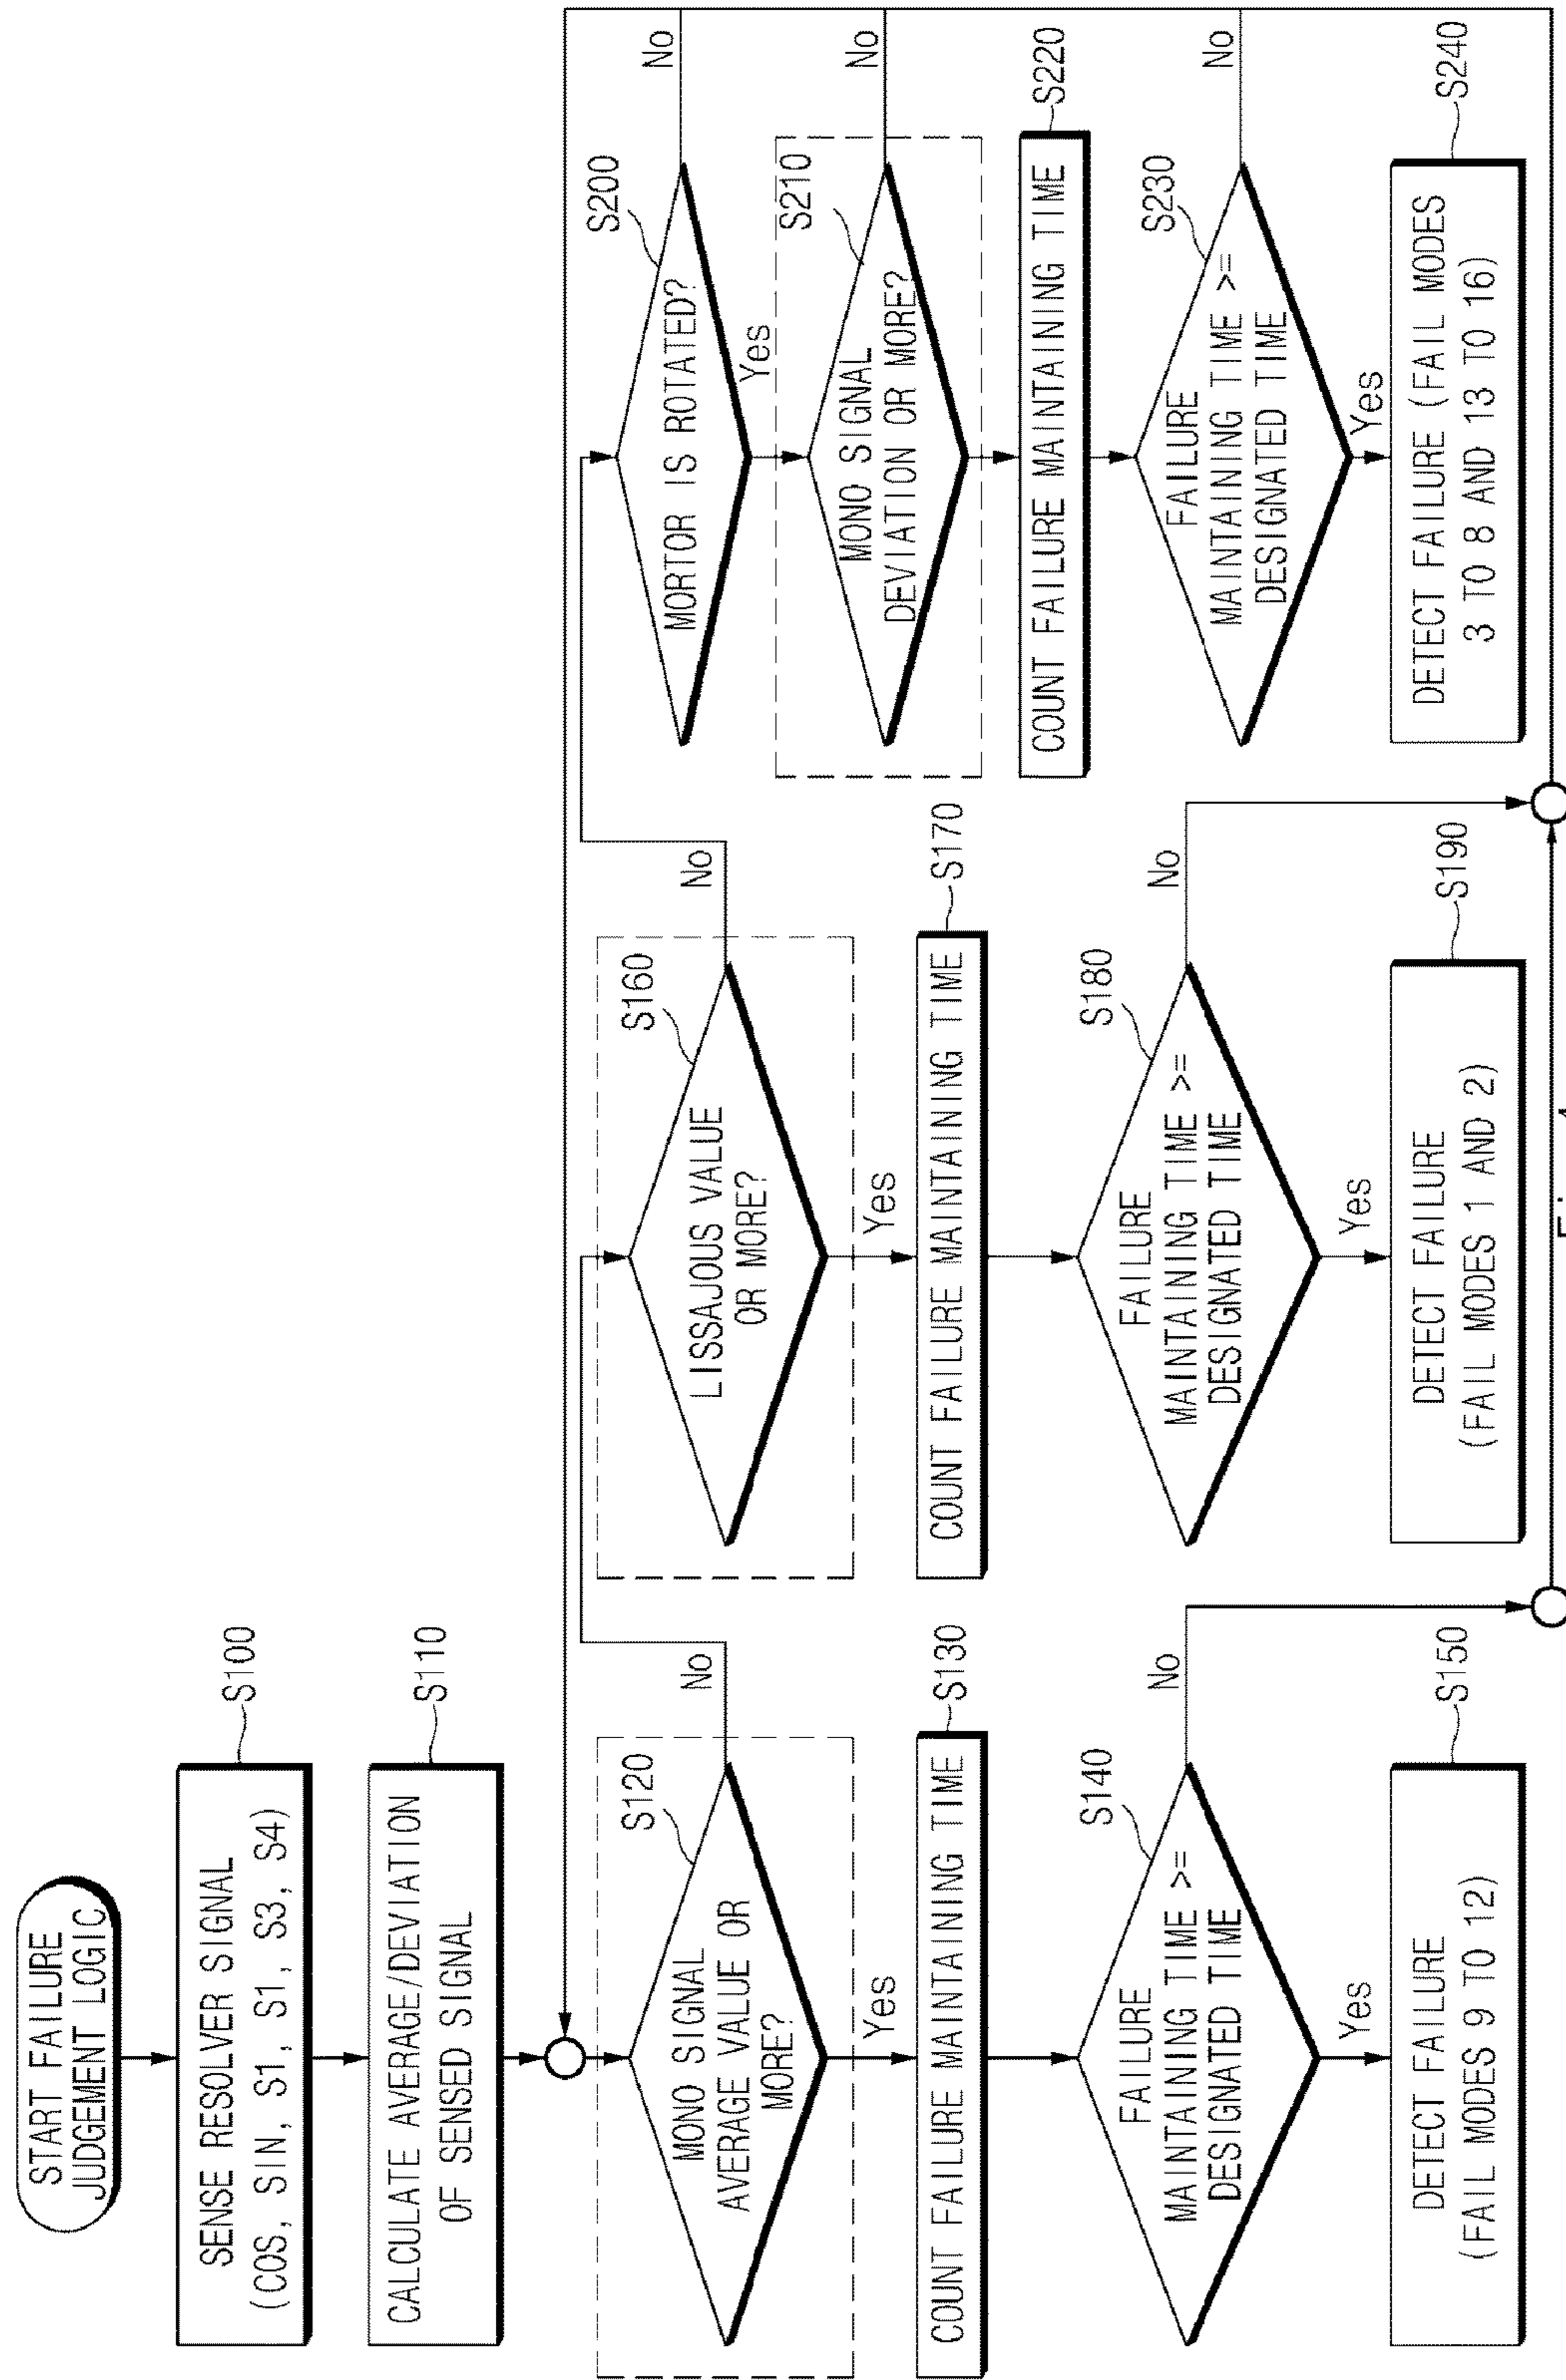 START FAILURE
JUDGEMENT LOGIC
SENSE RESOLVER SIGNAL
(COS, SIN, S1, S1, S3, S4)
S100
CALCULATE AVERAGE/DEVIATION
OF SENSED SIGNAL
S110
MONO SIGNAL
AVERAGE VALUE OR
MORE?
S120
No
Yes
COUNT FAILURE MAINTAINING TIME
S130
FAILURE
MAINTAINING TIME >=
DESIGNATED TIME
S140
No
Yes
DETECT FAILURE
(FAIL MODES 9 TO 12)
S150
LISSAJOUS VALUE
OR MORE?
S160
No
Yes
COUNT FAILURE MAINTAINING TIME
S170
FAILURE
MAINTAINING TIME >=
DESIGNATED TIME
S180
No
Yes
DETECT FAILURE
(FAIL MODES 1 AND 2)
S190
MORTOR IS ROTATED?
S200
No
Yes
MONO SIGNAL
DEVIATION OR MORE?
S210
No
COUNT FAILURE MAINTAINING TIME
S220
FAILURE
MAINTAINING TIME >=
DESIGNATED TIME
S230
No
Yes
DETECT FAILURE (FAIL MODES
3 TO 8 AND 13 TO 16)
S240